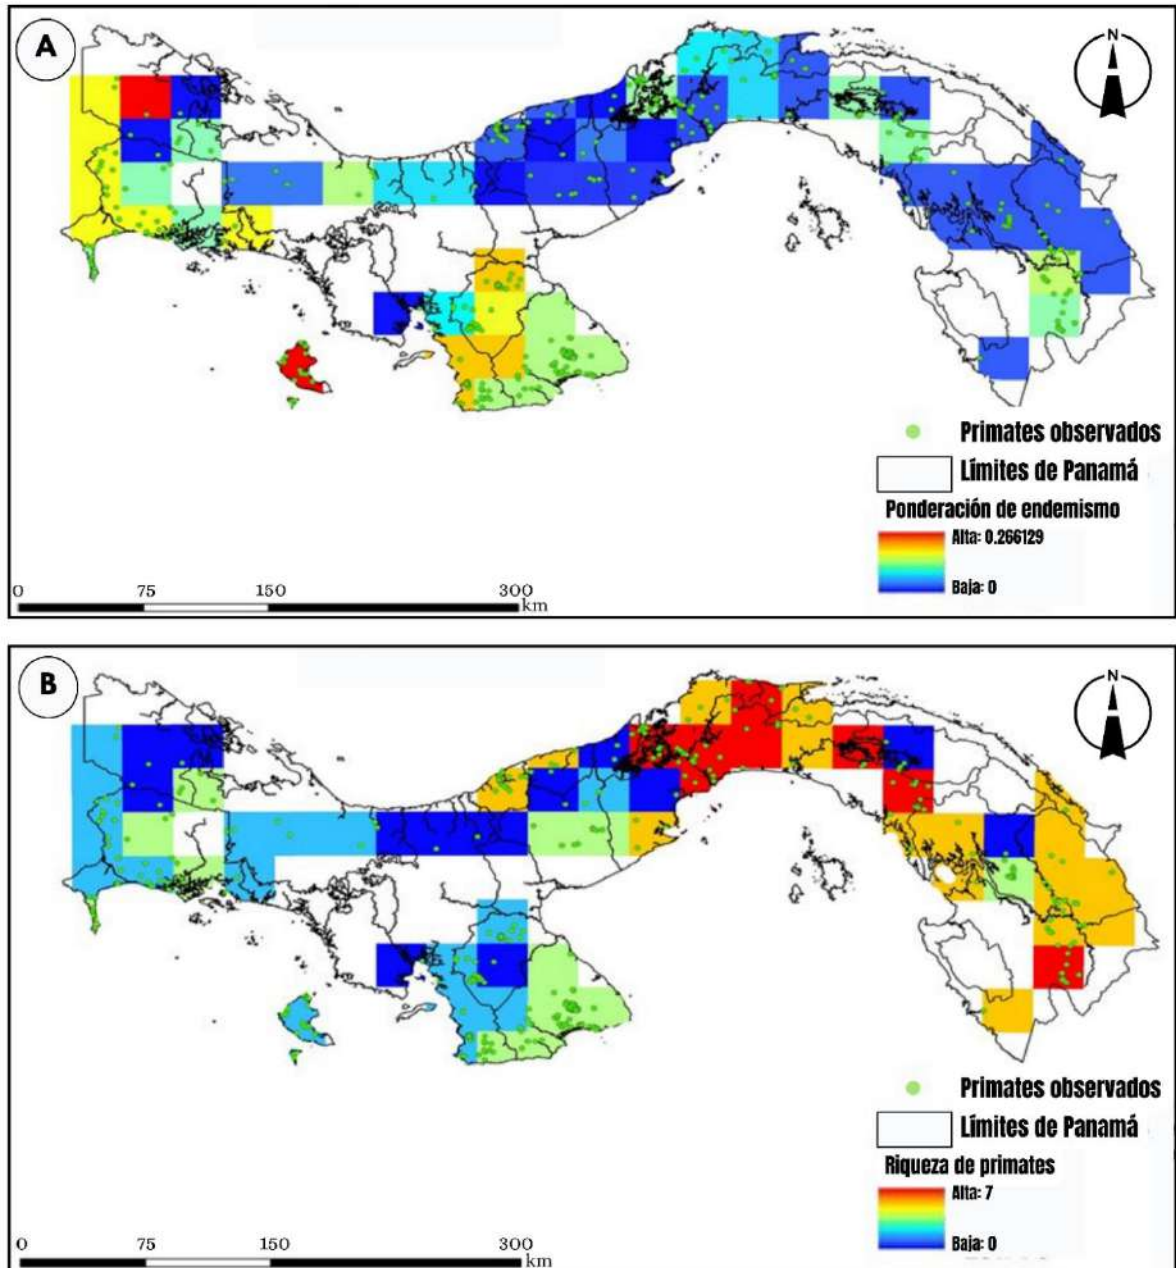 A
N
Primates observados
Límites de Panamá
Ponderación de endemismo
Alta: 0.266129
Baja: 0
0 75 150 300
km
B
N
Primates observados
Límites de Panamá
Riqueza de primates
Alta: 7
Baja: 0
0 75 150 300
km